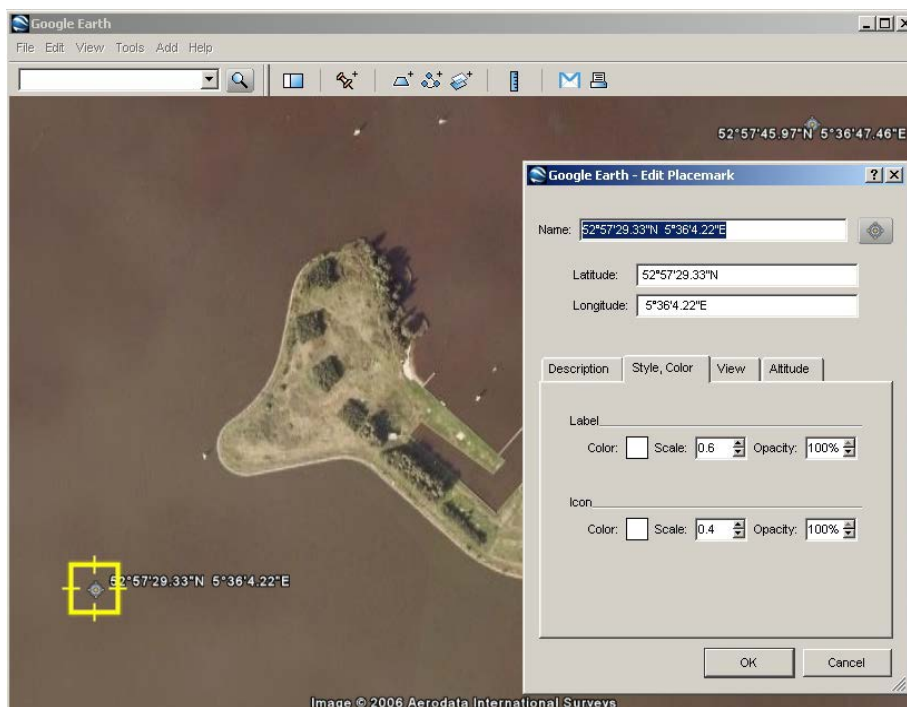 Google Earth
File Edit View Tools Add Help
52°57'45.97"N 5°36'47.46"E
Google Earth - Edit Placemark
Name: 52°57'29.33"N 5°36'4.22"E
Latitude: 52°57'29.33"N
Longitude: 5°36'4.22"E
Description Style, Color View Altitude
Label
Color: Scale: 0.6 Opacity: 100%
Icon
Color: Scale: 0.4 Opacity: 100%
52°57'29.33"N 5°36'4.22"E
OK Cancel
Image © 2006 Aerodata International Surveys